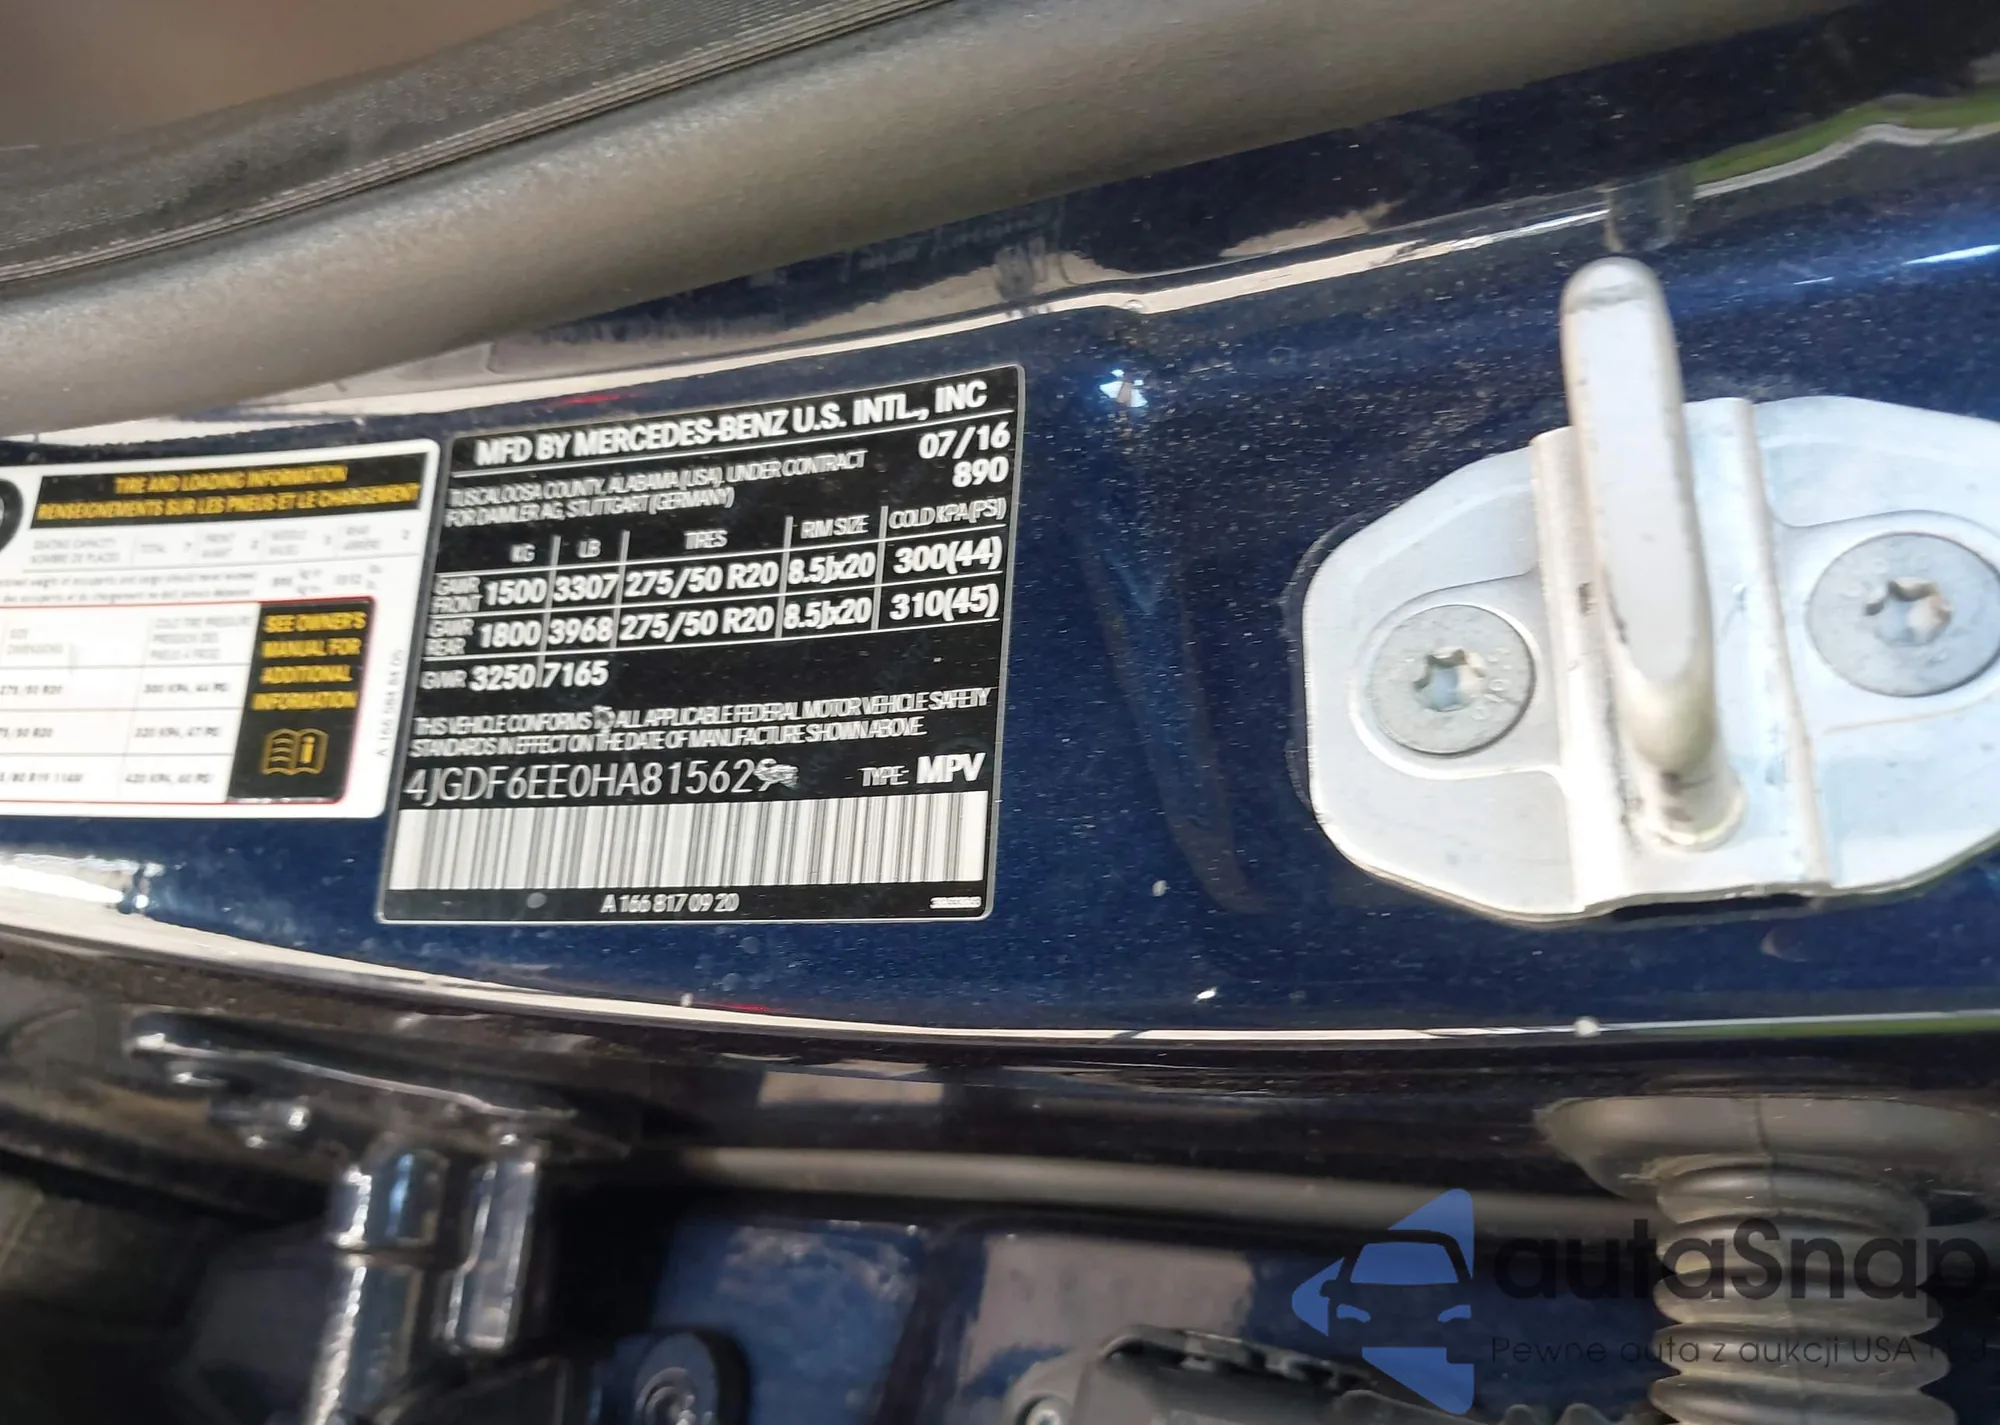 TIRE AND LOADING INFORMATION
RENSEIGNEMENTS SUR LES PNEUS ET LE CHARGEMENT
SEE OWNER'S
MANUAL FOR
ADDITIONAL
INFORMATION
MFD BY MERCEDES-BENZ U.S. INTL., INC
07/16
TUSCALOOSA COUNTY, ALABAMA (USA), UNDER CONTRACT
890
FOR DAIMLER AG, STUTTGART (GERMANY)
KG LB TIRES RIM SIZE COLD KPA(PSI)
GAWR FRONT 1500 3307 275/50 R20 8.5Jx20 300(44)
GAWR REAR 1800 3968 275/50 R20 8.5Jx20 310(45)
GVWR 3250 7165
THIS VEHICLE CONFORMS TO ALL APPLICABLE FEDERAL MOTOR VEHICLE SAFETY
STANDARDS IN EFFECT ON THE DATE OF MANUFACTURE SHOWN ABOVE.
4JGDF6EE0HA815629 TYPE: MPV
A 166 817 09 20
autaSnap
Pewne auta z aukcji USA